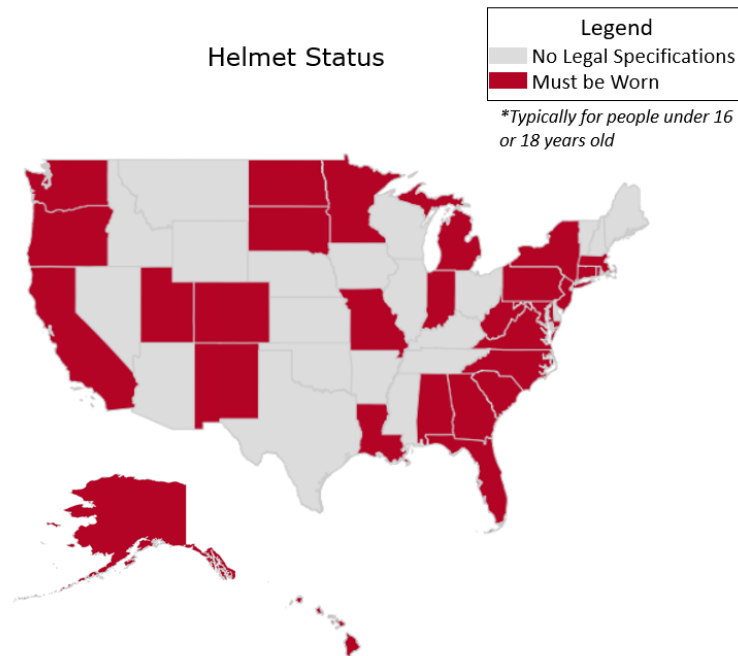 Helmet Status
Legend
No Legal Specifications
Must be Worn
*Typically for people under 16
or 18 years old